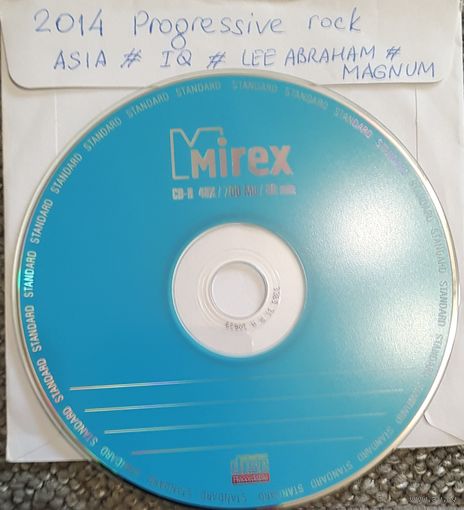 2014 Progressive rock
ASIA # IQ # LEE ABRAHAM #
MAGNUM
Mirex
CD-R 48X / 700 MB / 80 min
STANDARD STANDARD STANDARD STANDARD STANDARD STANDARD STANDARD STANDARD STANDARD STANDARD